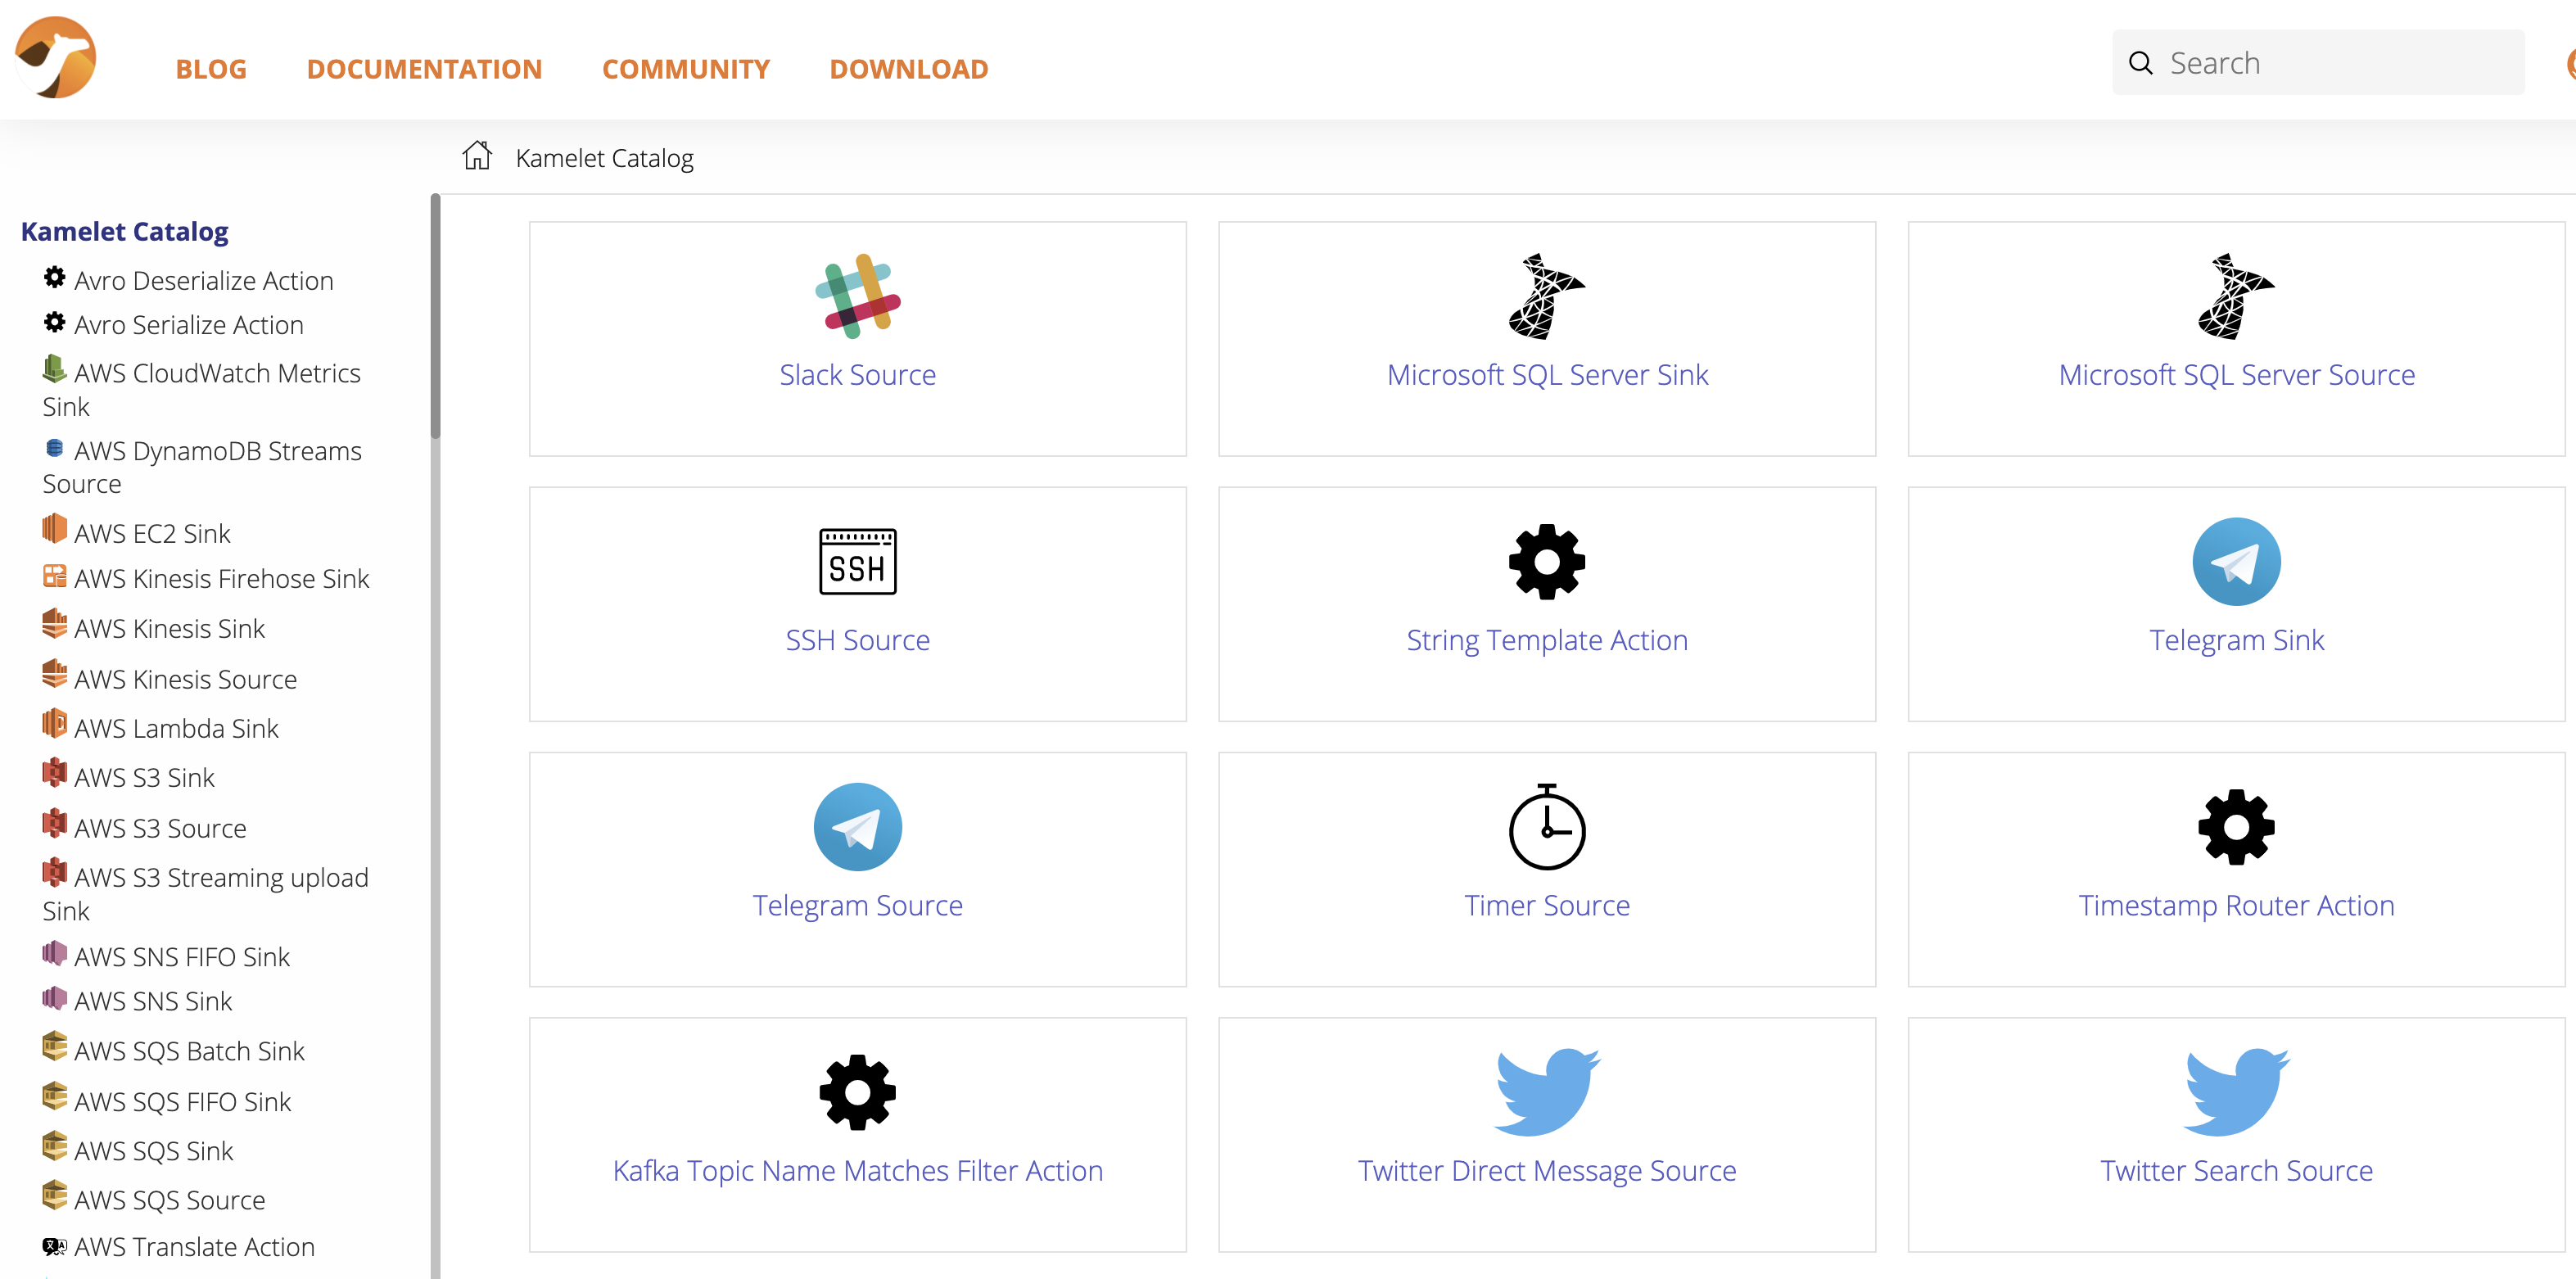 BLOG DOCUMENTATION COMMUNITY DOWNLOAD
Search
Kamelet Catalog
Kamelet Catalog
Avro Deserialize Action
Avro Serialize Action
AWS CloudWatch Metrics
Sink
AWS DynamoDB Streams
Source
AWS EC2 Sink
AWS Kinesis Firehose Sink
AWS Kinesis Sink
AWS Kinesis Source
AWS Lambda Sink
AWS S3 Sink
AWS S3 Source
AWS S3 Streaming upload
Sink
AWS SNS FIFO Sink
AWS SNS Sink
AWS SQS Batch Sink
AWS SQS FIFO Sink
AWS SQS Sink
AWS SQS Source
AWS Translate Action
Slack Source
Microsoft SQL Server Sink
Microsoft SQL Server Source
SSH
SSH Source
String Template Action
Telegram Sink
Telegram Source
Timer Source
Timestamp Router Action
Kafka Topic Name Matches Filter Action
Twitter Direct Message Source
Twitter Search Source